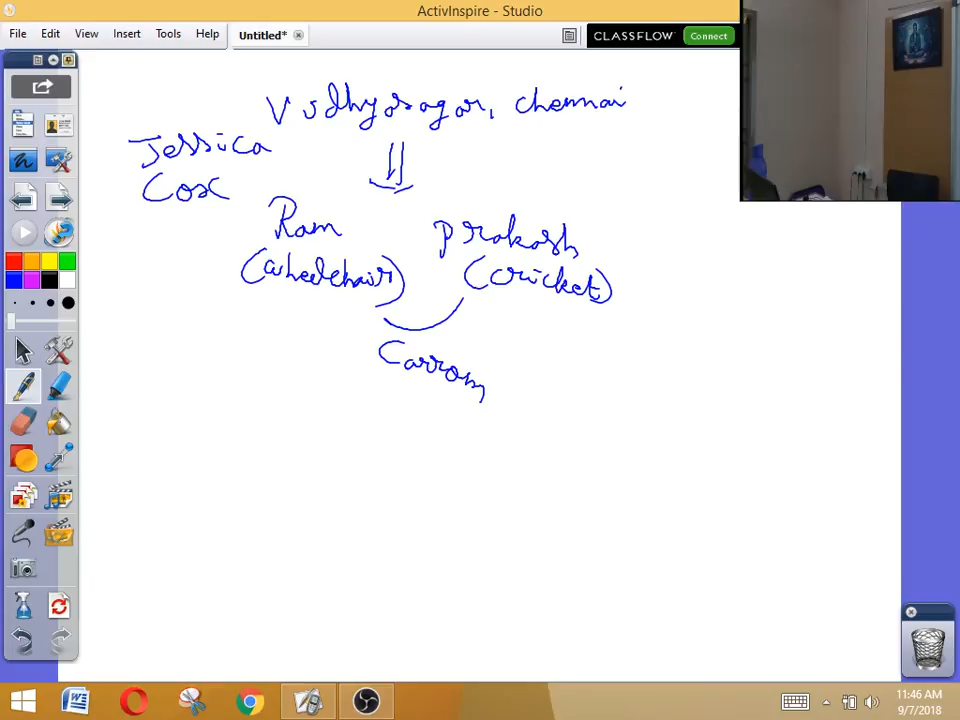 ActivInspire - Studio
File Edit View Insert Tools Help Untitled* CLASSFLOW Connect
Vidhyasagar, Chennai
Jessica
Cox
Ram Prakash
(Wheelchair) (Cricket)
Carrom
11:46 AM
9/7/2018